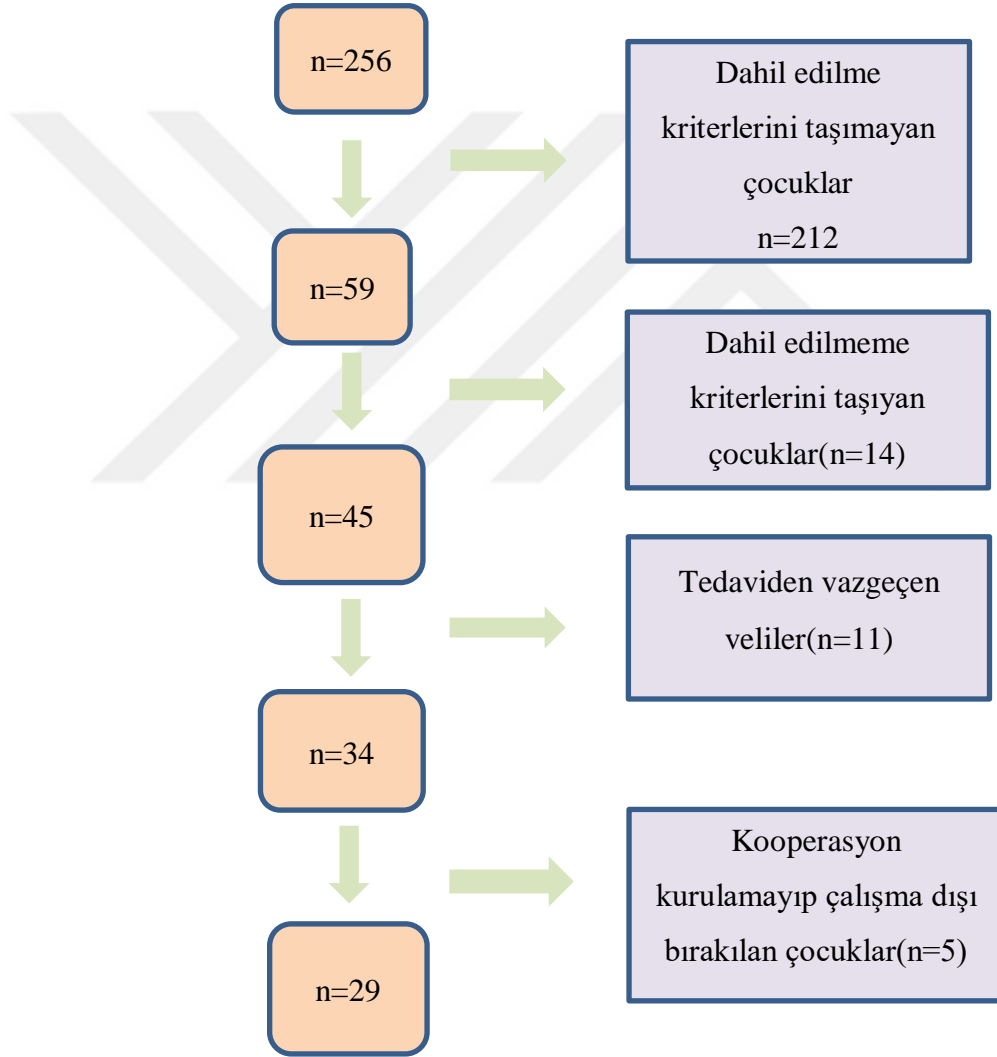 n=256
Dahil edilme
kriterlerini taşımayan
çocuklar
n=212
n=59
Dahil edilmeme
kriterlerini taşıyan
çocuklar(n=14)
n=45
Tedaviden vazgeçen
veliler(n=11)
n=34
Kooperasyon
kurulamayıp çalışma dışı
bırakılan çocuklar(n=5)
n=29